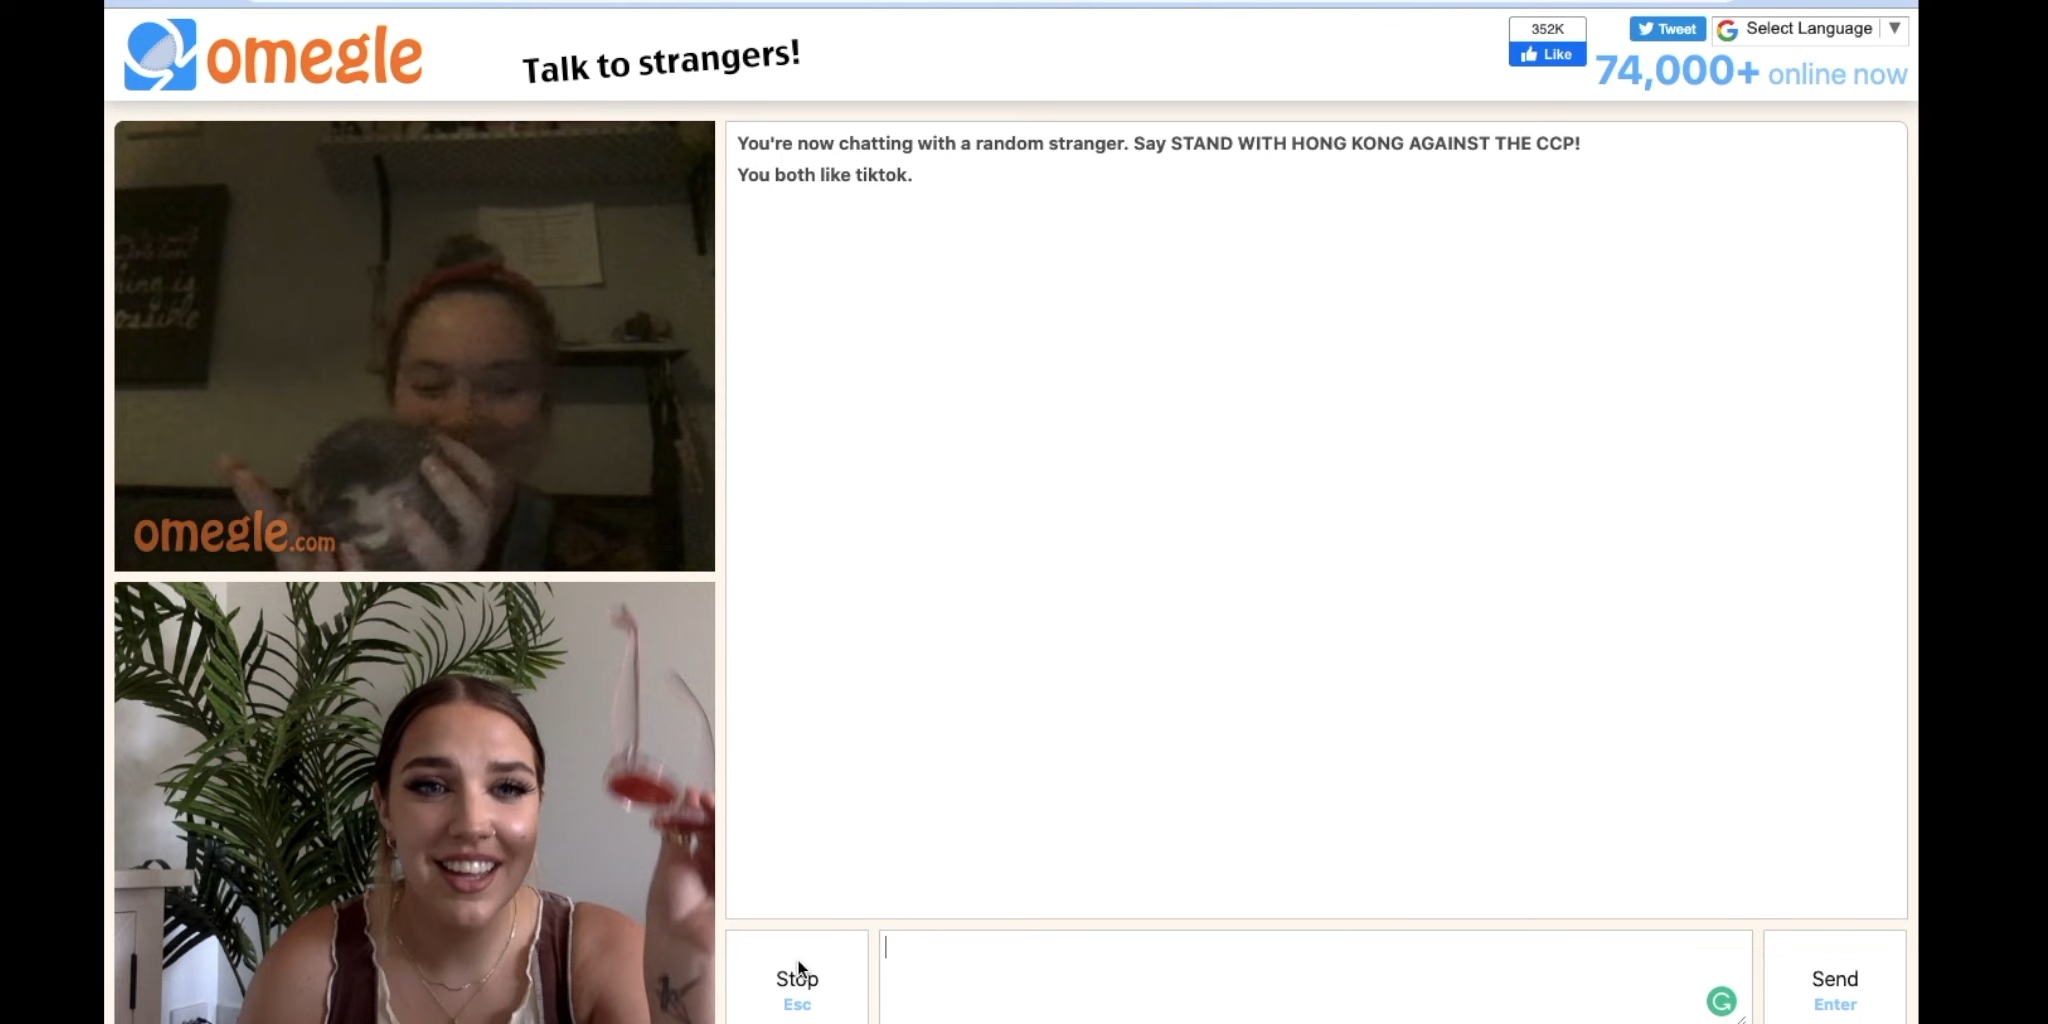 omegle
Talk to strangers!
352K
Like
Tweet
Select Language
74,000+ online now
You're now chatting with a random stranger. Say STAND WITH HONG KONG AGAINST THE CCP!
You both like tiktok.
omegle.com
Stop
Esc
Send
Enter